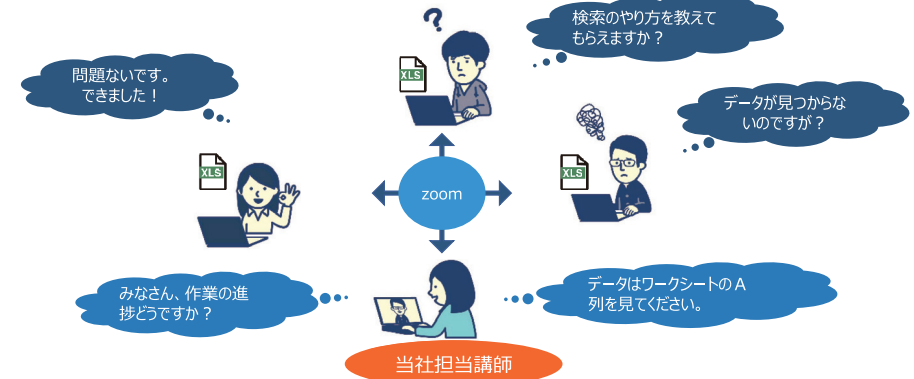 検索のやり方を教えて
もらえますか？
問題ないです。
できました！
XLS
データが見つからな
いのですが？
XLS
XLS
zoom
みなさん、作業の進
捗どうですか？
データはワークシートのA
列を見てください。
当社担当講師